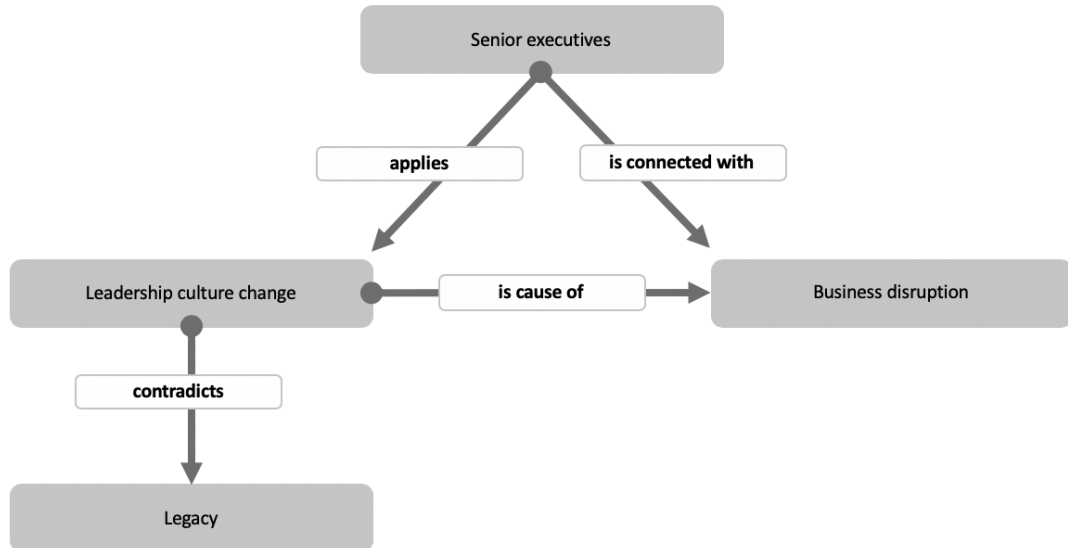 Senior executives
applies
is connected with
Leadership culture change
is cause of
Business disruption
contradicts
Legacy